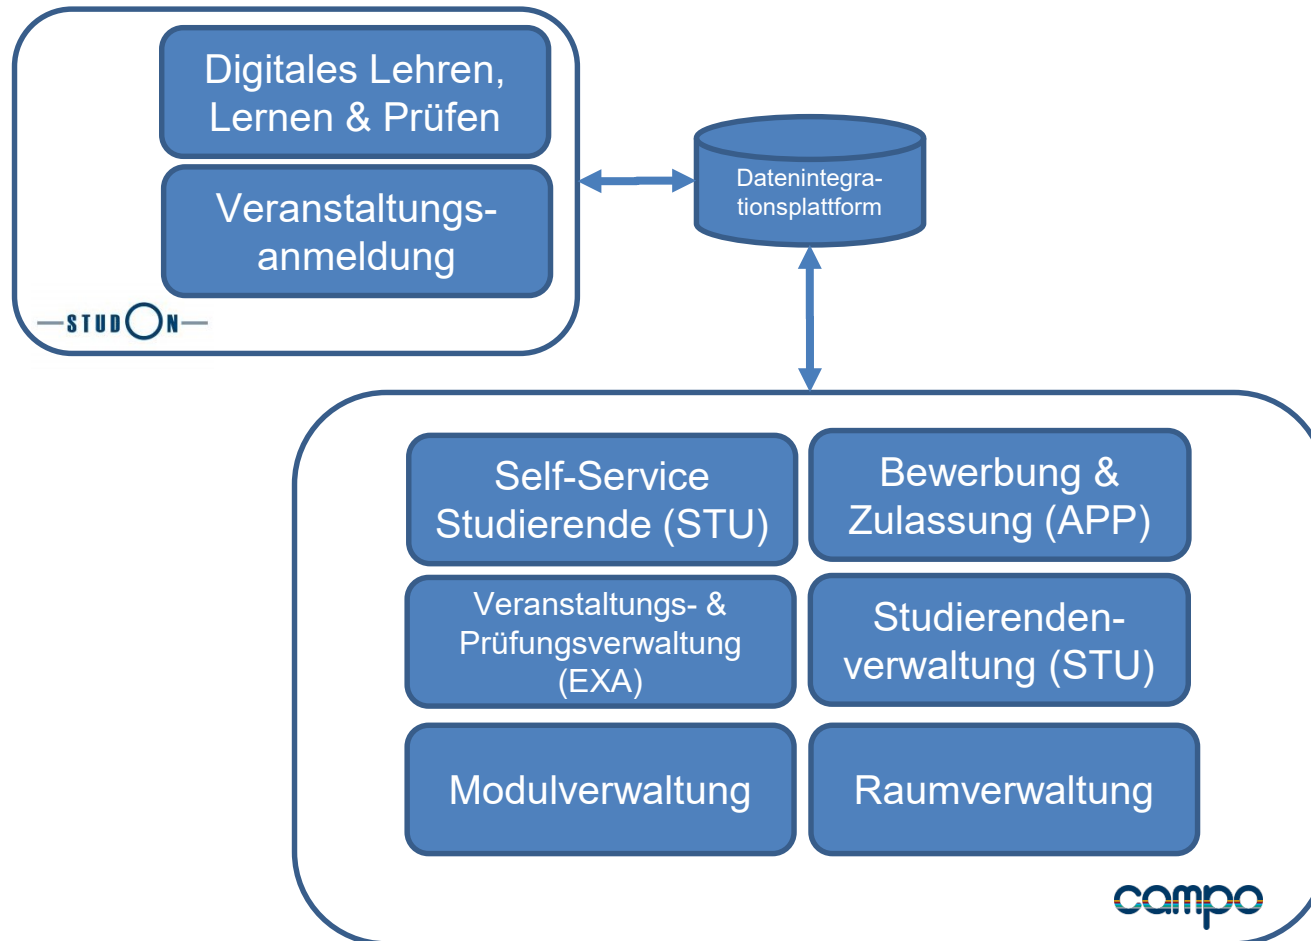 Digitales Lehren,
Lernen & Prüfen
Veranstaltungs-
anmeldung
STUDON
Datenintegra-
tionsplattform
Self-Service
Studierende (STU)
Bewerbung &
Zulassung (APP)
Veranstaltungs- &
Prüfungsverwaltung
(EXA)
Studierenden-
verwaltung (STU)
Modulverwaltung
Raumverwaltung
campo